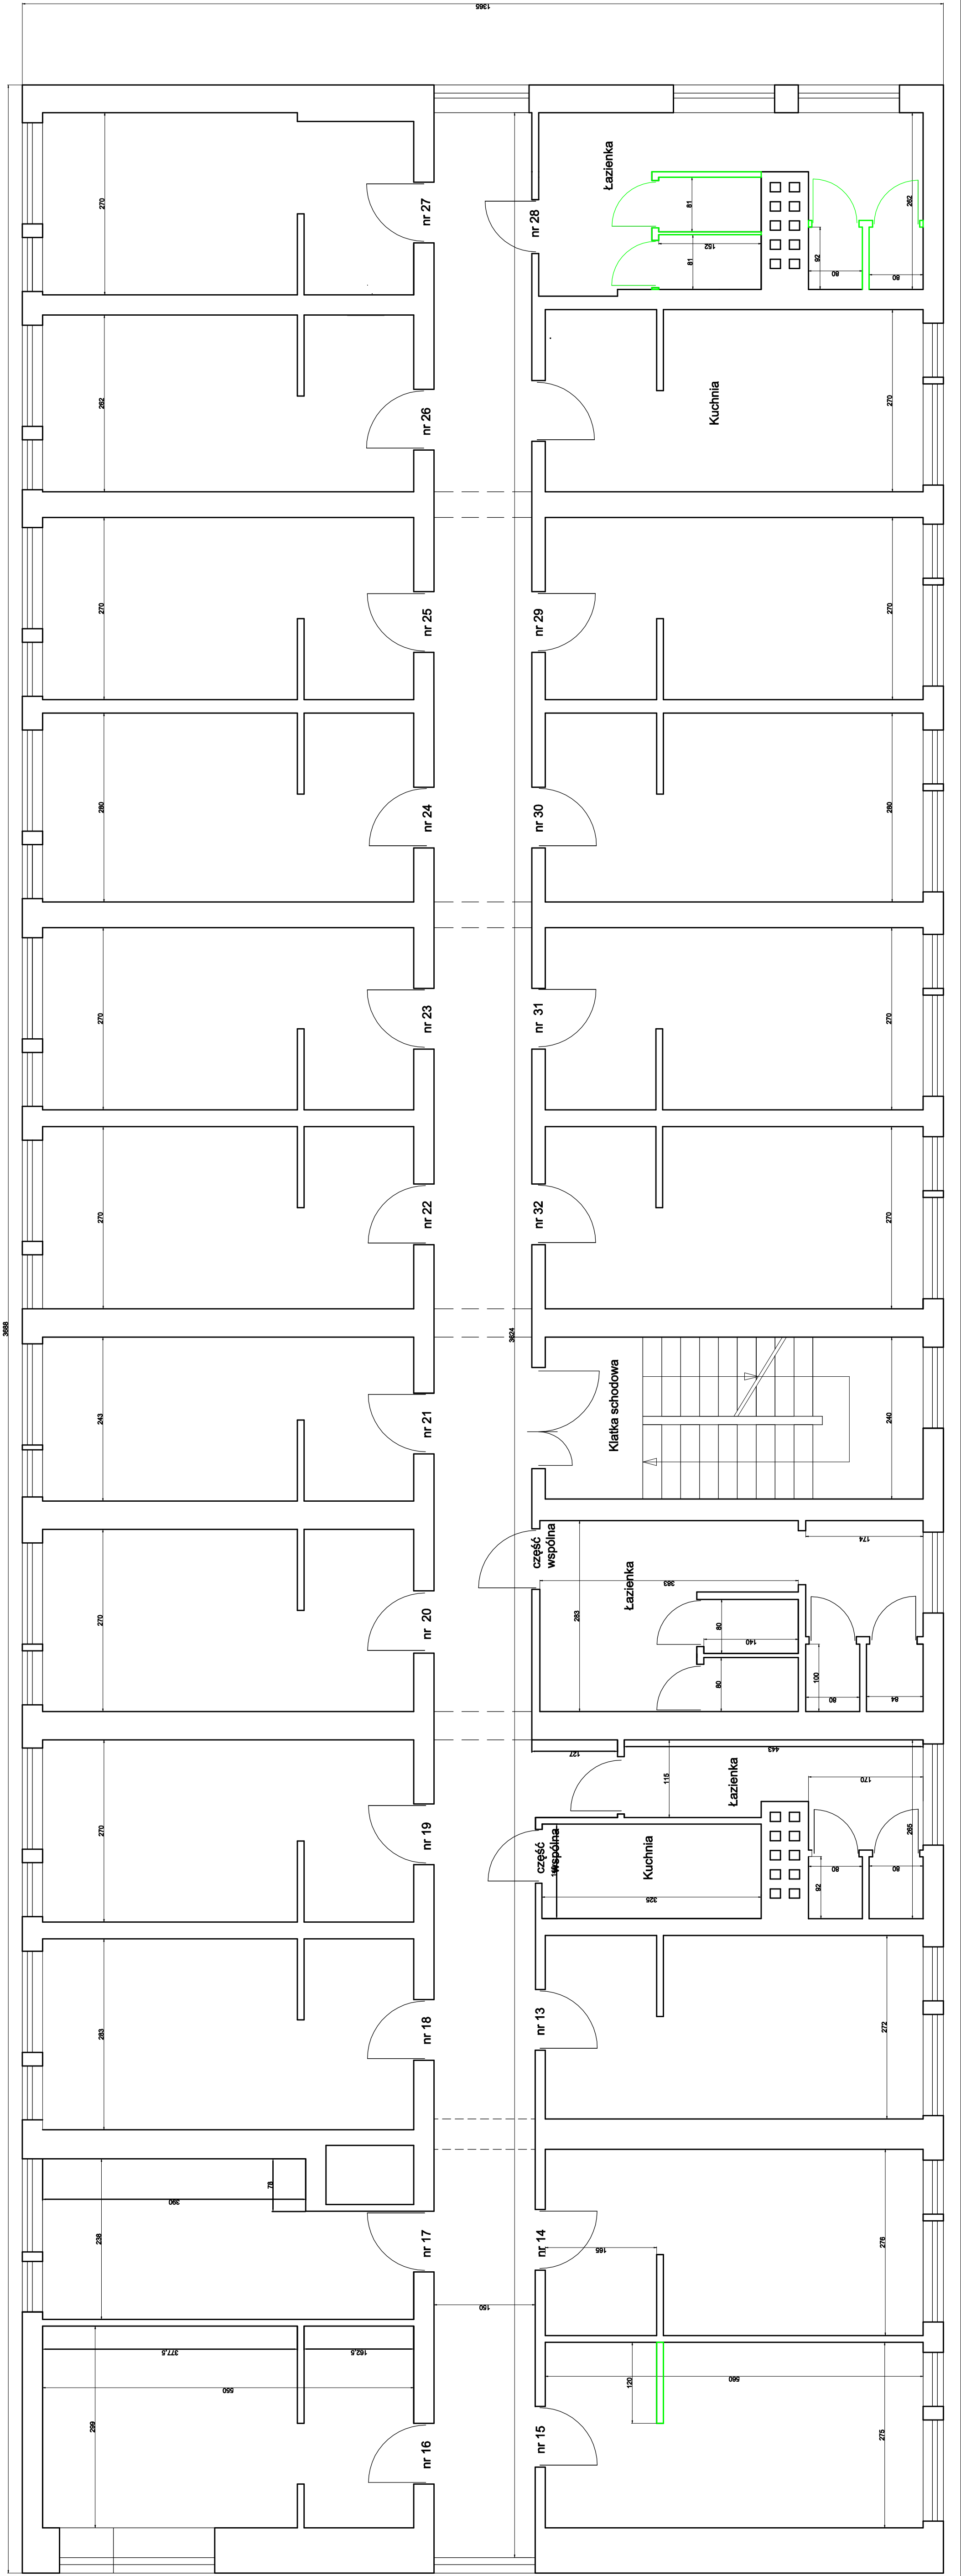 1365
3688
3624
270
nr 27
nr 28
Łazienka
81
81
152
92
80
80
262
262
nr 26
Kuchnia
270
270
nr 25
nr 29
270
280
nr 24
nr 30
280
270
nr 23
nr 31
270
270
nr 22
nr 32
270
243
nr 21
Klatka schodowa
240
270
nr 20
część
wspólna
Łazienka
283
383
80
80
140
174
100
80
84
270
nr 19
127
443
115
Łazienka
170
265
część
wspólna
Kuchnia
325
92
80
80
283
nr 18
nr 13
272
390
78
238
nr 17
nr 14
165
276
150
377,5
162,5
550
299
nr 16
nr 15
120
560
275